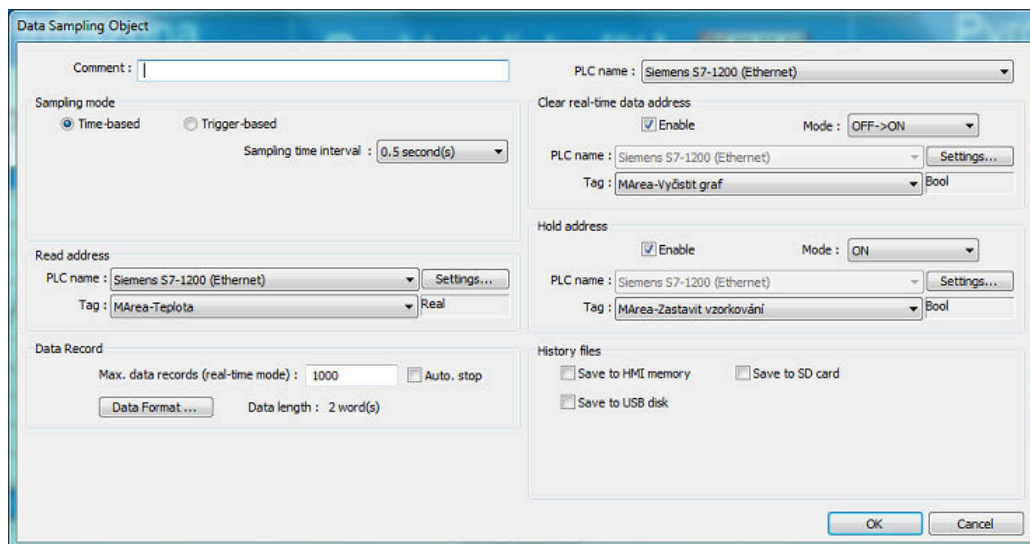 Data Sampling Object
Comment :
PLC name : Siemens S7-1200 (Ethernet)
Sampling mode
Time-based Trigger-based
Sampling time interval : 0.5 second(s)
Clear real-time data address
Enable Mode : OFF->ON
PLC name : Siemens S7-1200 (Ethernet) Settings...
Tag : MArea-Vyčistit graf Bool
Hold address
Enable Mode : ON
PLC name : Siemens S7-1200 (Ethernet) Settings...
Tag : MArea-Zastavit vzorkování Bool
Read address
PLC name : Siemens S7-1200 (Ethernet) Settings...
Tag : MArea-Teplota Real
Data Record
Max. data records (real-time mode) : 1000 Auto. stop
Data Format ... Data length : 2 word(s)
History files
Save to HMI memory Save to SD card
Save to USB disk
OK Cancel